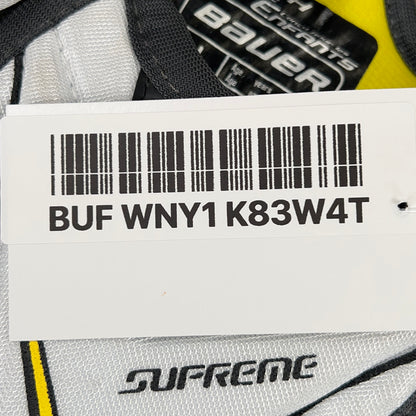 ENFANTS
BAUER
BUF WNY1 K83W4T
SUPREME